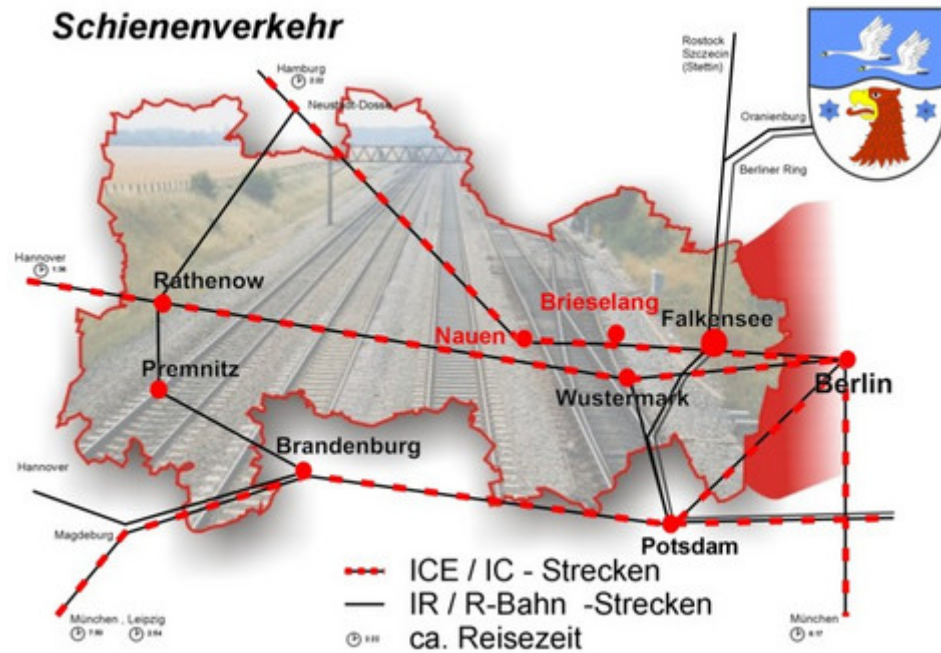 Schienenverkehr
Hamburg
Neustadt-Dosse
Rostock
Szczecin
(Stettin)
Oranienburg
Berliner Ring
Hannover
Rathenow
Brieselang
Nauen
Falkensee
Premnitz
Wustermark
Berlin
Brandenburg
Hannover
Magdeburg
Potsdam
ICE / IC - Strecken
IR / R-Bahn -Strecken
ca. Reisezeit
München , Leipzig
München